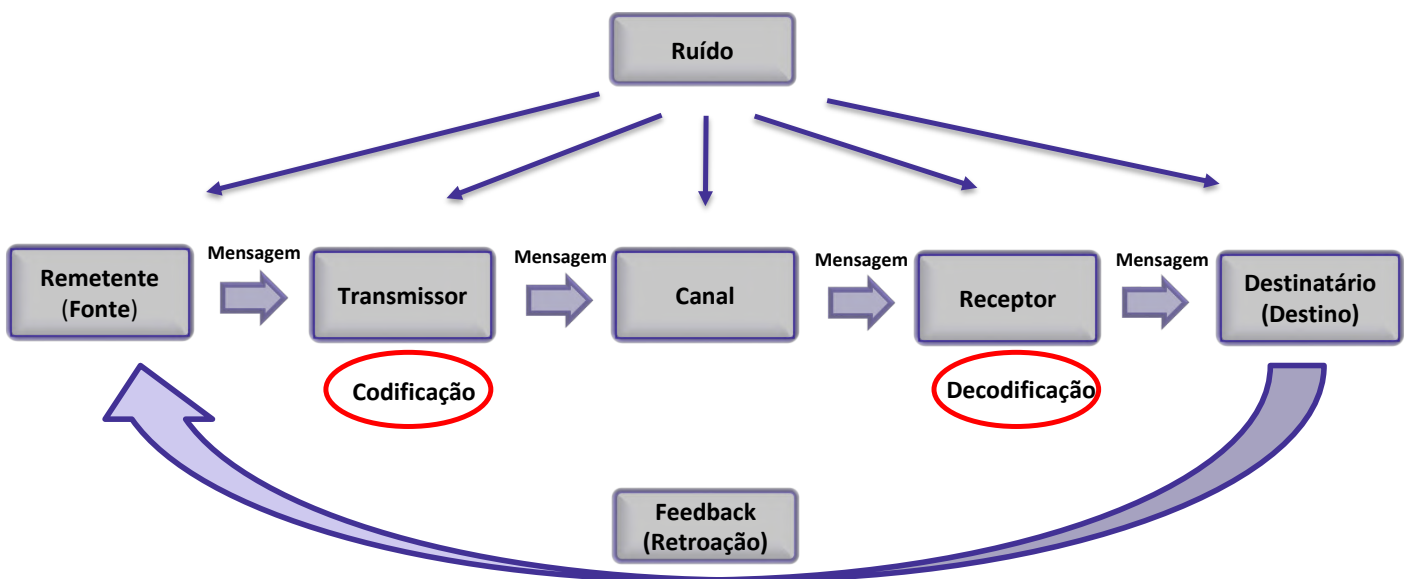 Ruído
Mensagem
Mensagem
Mensagem
Mensagem
Remetente
(Fonte)
Transmissor
Canal
Receptor
Destinatário
(Destino)
Codificação
Decodificação
Feedback
(Retroação)